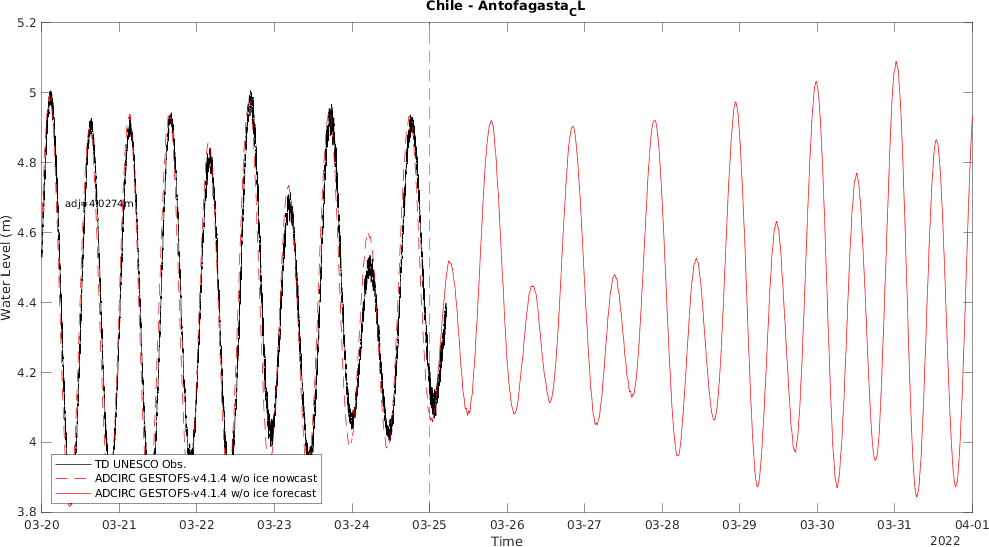 Chile - Antofagasta_CL
5.2
5
4.8
4.6
4.4
4.2
4
3.8
Water Level (m)
adj=4.0274m
TD UNESCO Obs.
ADCIRC GESTOFS-v4.1.4 w/o ice nowcast
ADCIRC GESTOFS-v4.1.4 w/o ice forecast
03-20 03-21 03-22 03-23 03-24 03-25 03-26 03-27 03-28 03-29 03-30 03-31 04-01
Time
2022